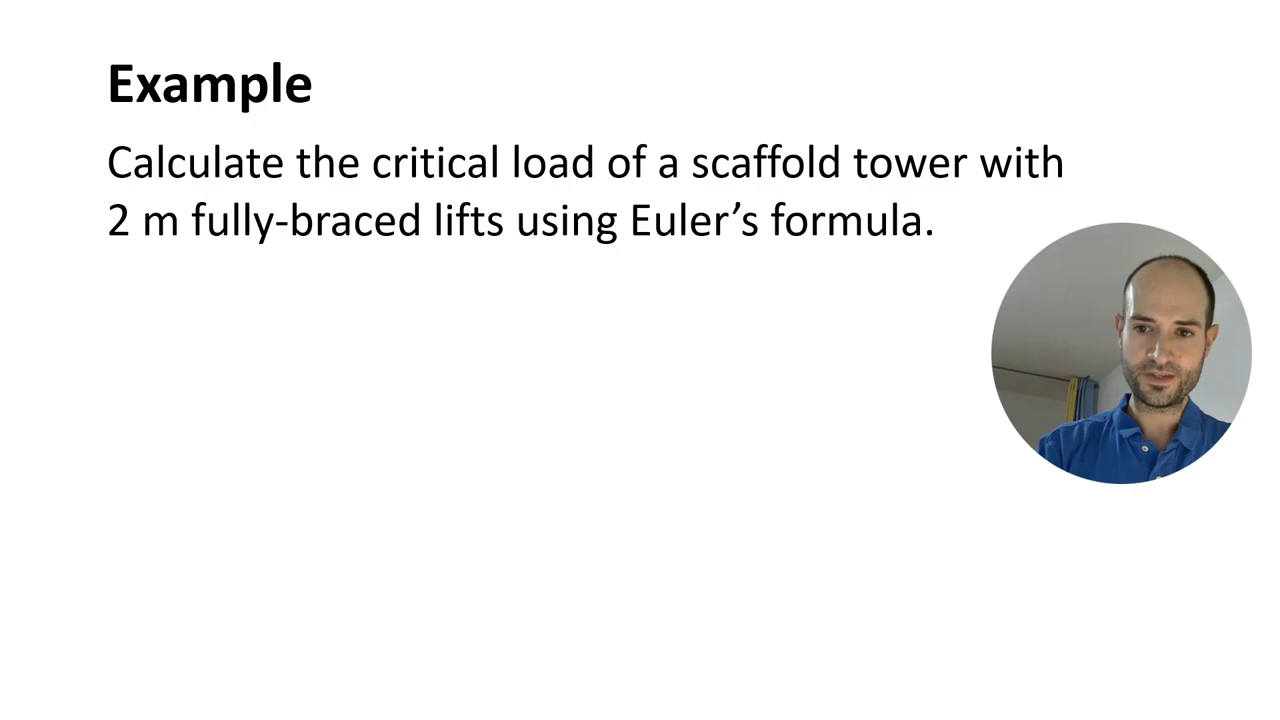 Example
Calculate the critical load of a scaffold tower with
2 m fully-braced lifts using Euler’s formula.